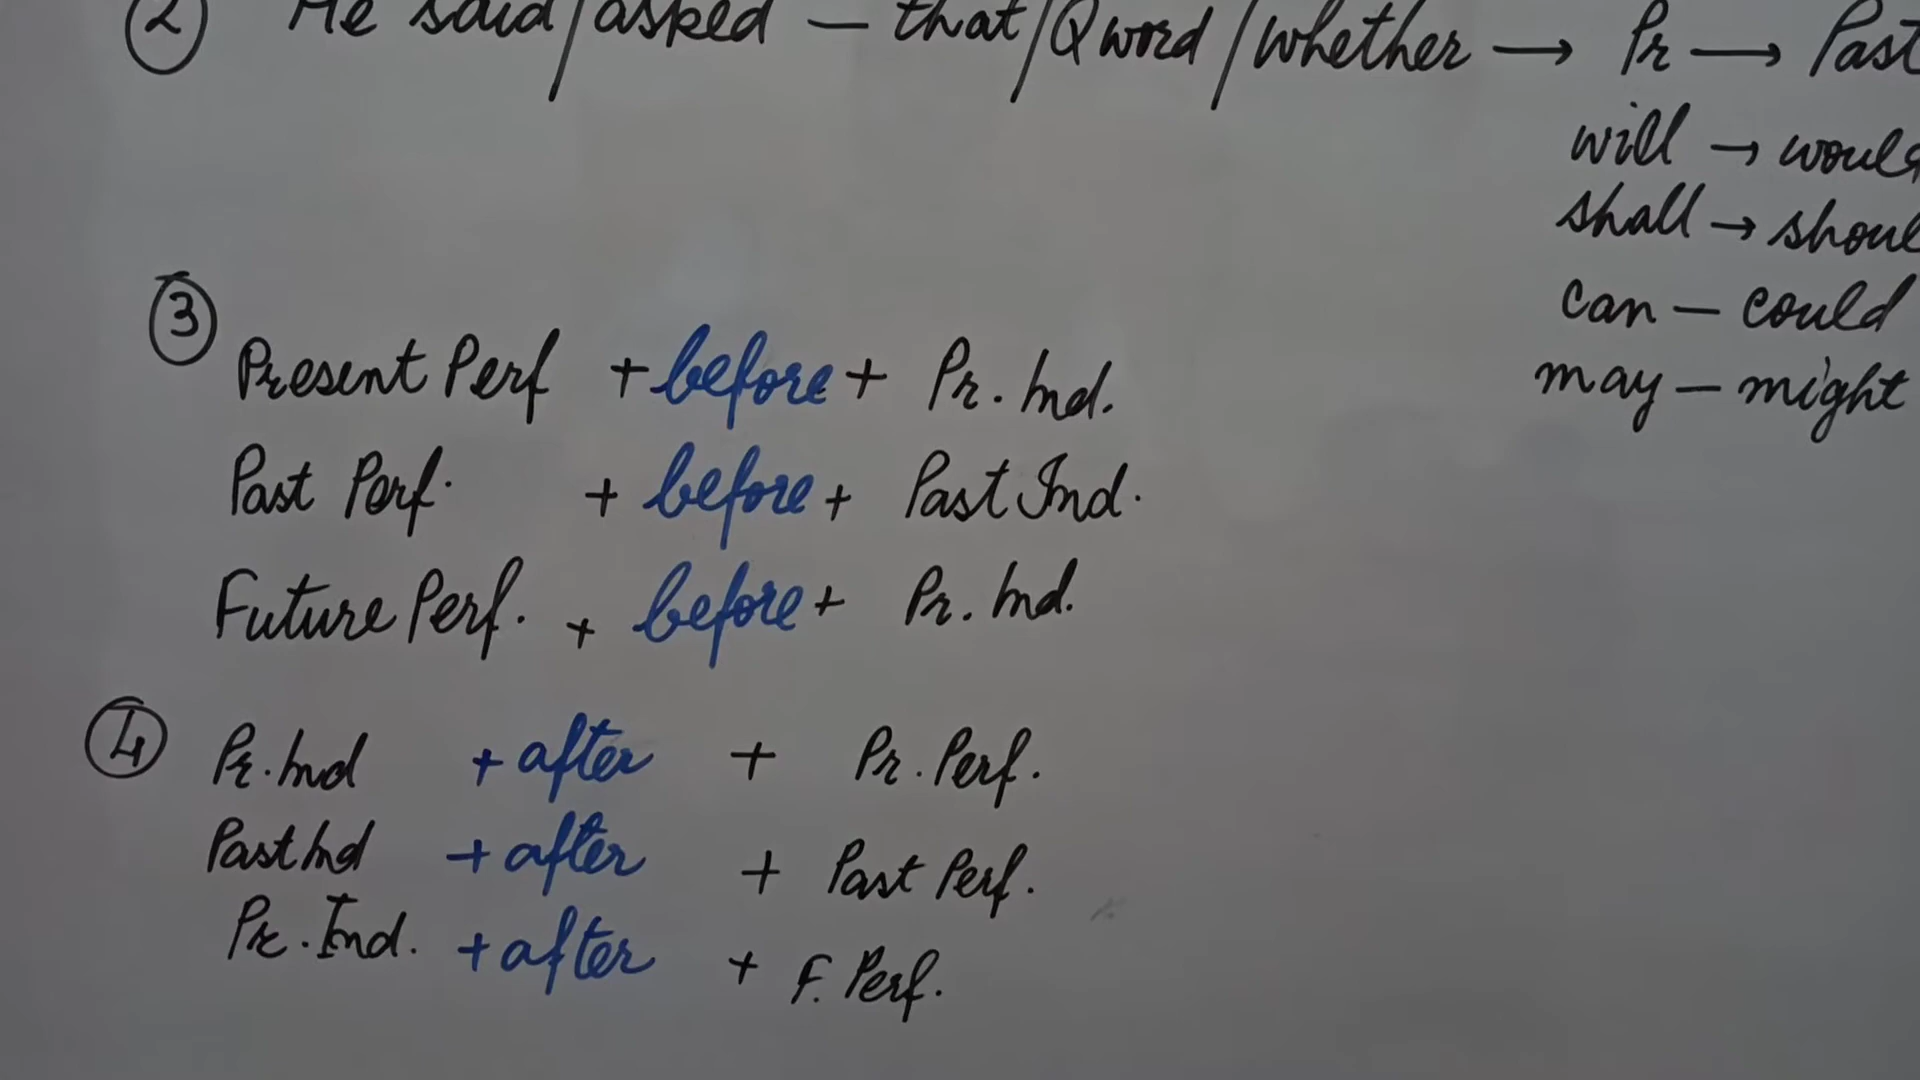 ② He said/asked — that/Qword/whether → Pr → Past
will → would
shall → shoul
can — could
may — might
③
Present Perf + before + Pr. Ind.
Past Perf. + before + Past Ind.
Future Perf. + before + Pr. Ind.
④ Pr. Ind + after + Pr. Perf.
Past Ind + after + Past Perf.
Pr. Ind. + after + F. Perf.